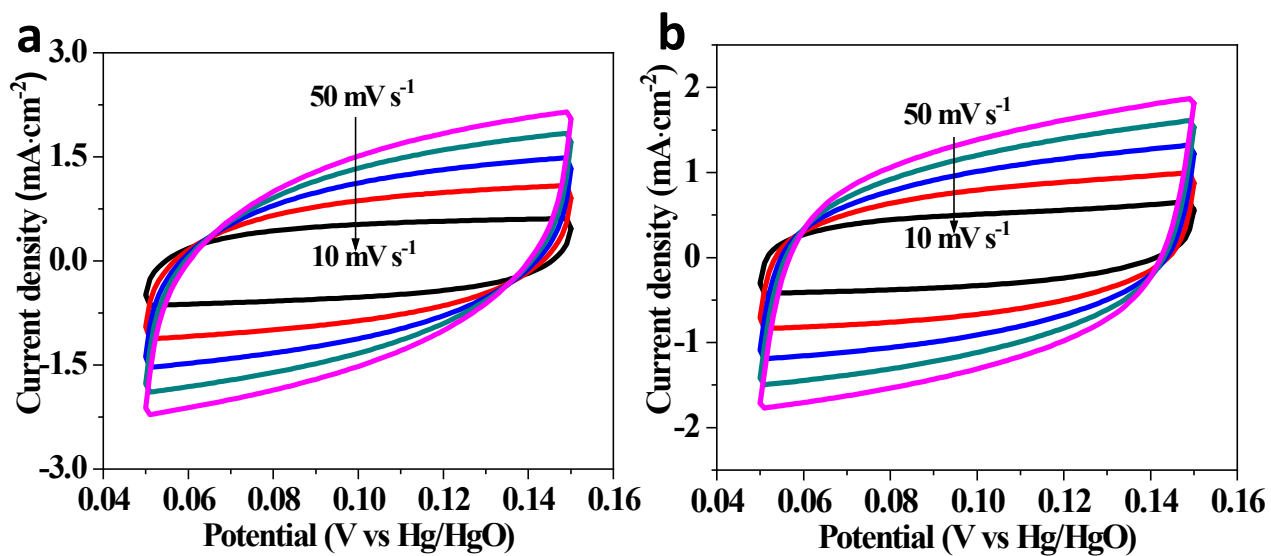 a
3.0
1.5
0.0
-1.5
-3.0
Current density (mA·cm-2)
50 mV s-1
10 mV s-1
0.04 0.06 0.08 0.10 0.12 0.14 0.16
Potential (V vs Hg/HgO)
b
2
1
0
-1
-2
Current density (mA·cm-2)
50 mV s-1
10 mV s-1
0.04 0.06 0.08 0.10 0.12 0.14 0.16
Potential (V vs Hg/HgO)